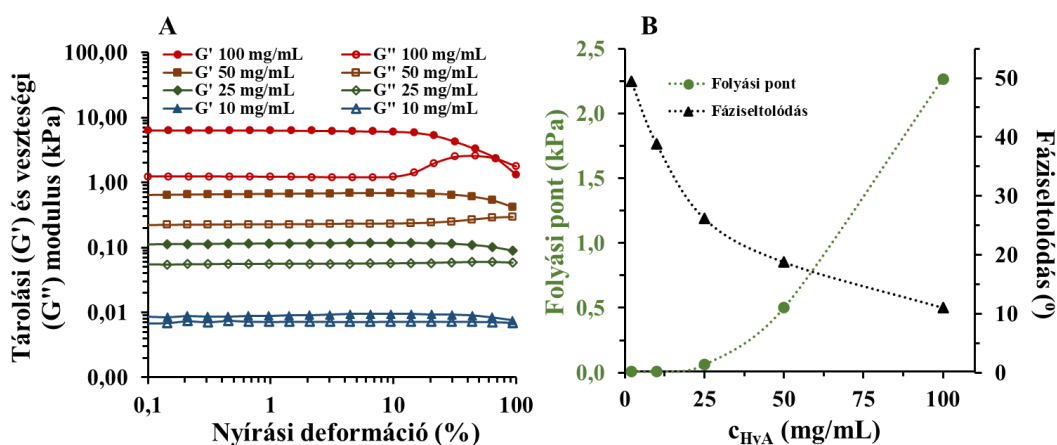 A
Tárolási (G') és veszteségi
(G'') modulus (kPa)
100,00
10,00
1,00
0,10
0,01
0,00
G' 100 mg/mL G'' 100 mg/mL
G' 50 mg/mL G'' 50 mg/mL
G' 25 mg/mL G'' 25 mg/mL
G' 10 mg/mL G'' 10 mg/mL
0,1 1 10 100
Nyírási deformáció (%)
B
Folyási pont (kPa)
2,5
2,0
1,5
1,0
0,5
0,0
Folyási pont
Fáziseltolódás
50
40
30
20
10
0
Fáziseltolódás (º)
0 25 50 75 100
cHvA (mg/mL)